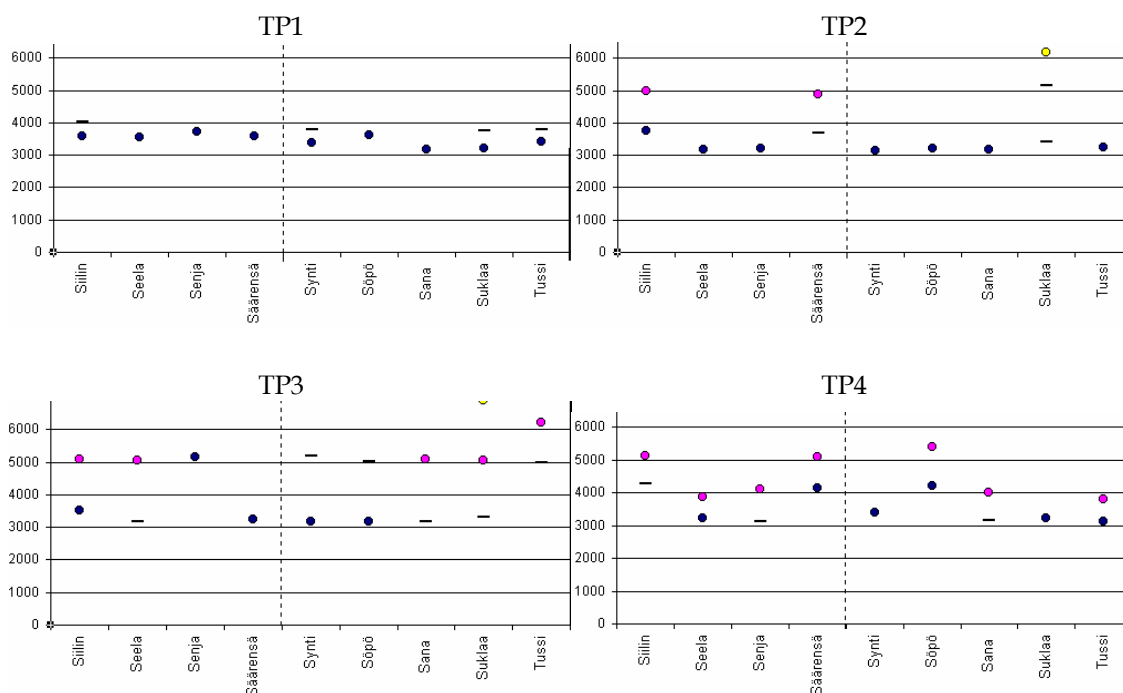 TP1
6000
5000
4000
3000
2000
1000
0
Siilin
Seela
Senja
Säärensä
Synti
Söpö
Sana
Suklaa
Tussi
TP2
6000
5000
4000
3000
2000
1000
0
Siilin
Seela
Senja
Säärensä
Synti
Söpö
Sana
Suklaa
Tussi
TP3
6000
5000
4000
3000
2000
1000
0
Siilin
Seela
Senja
Säärensä
Synti
Söpö
Sana
Suklaa
Tussi
TP4
6000
5000
4000
3000
2000
1000
0
Siilin
Seela
Senja
Säärensä
Synti
Söpö
Sana
Suklaa
Tussi